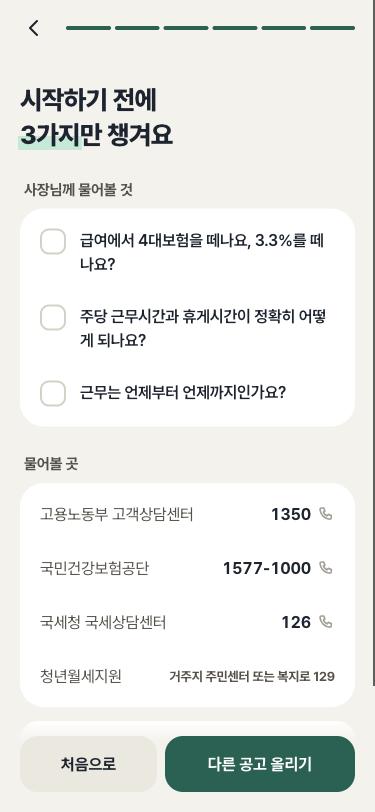 시작하기 전에
3가지만 챙겨요
사장님께 물어볼 것
급여에서 4대보험을 떼나요, 3.3%를 떼
나요?
주당 근무시간과 휴게시간이 정확히 어떻
게 되나요?
근무는 언제부터 언제까지인가요?
물어볼 곳
고용노동부 고객상담센터 1350
국민건강보험공단 1577-1000
국세청 국세상담센터 126
청년월세지원 거주지 주민센터 또는 복지로 129
처음으로 다른 공고 올리기